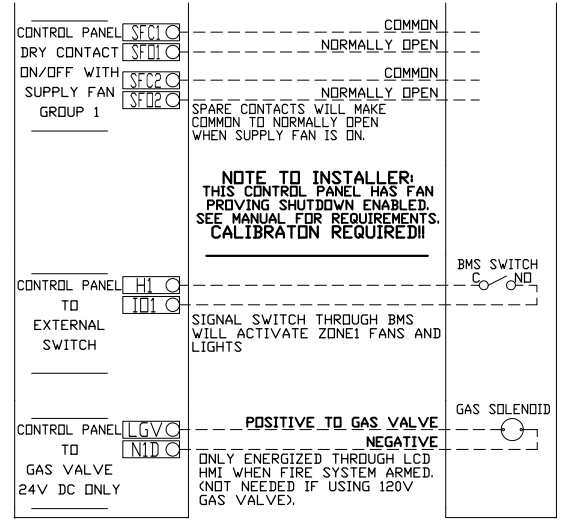 CONTROL PANEL SFC1 COMMON
DRY CONTACT SFO1 NORMALLY OPEN
ON/OFF WITH SFC2 COMMON
SUPPLY FAN SFO2 NORMALLY OPEN
GROUP 1
SPARE CONTACTS WILL MAKE
COMMON TO NORMALLY OPEN
WHEN SUPPLY FAN IS ON.
NOTE TO INSTALLER:
THIS CONTROL PANEL HAS FAN
PROVING SHUTDOWN ENABLED.
SEE MANUAL FOR REQUIREMENTS.
CALIBRATON REQUIRED!!
BMS SWITCH
C NO
CONTROL PANEL H1
TO IO1
EXTERNAL
SWITCH
SIGNAL SWITCH THROUGH BMS
WILL ACTIVATE ZONE1 FANS AND
LIGHTS
GAS SOLENOID
CONTROL PANEL LGV POSITIVE TO GAS VALVE
TO N1D NEGATIVE
GAS VALVE
24V DC ONLY
ONLY ENERGIZED THROUGH LCD
HMI WHEN FIRE SYSTEM ARMED.
(NOT NEEDED IF USING 120V
GAS VALVE).